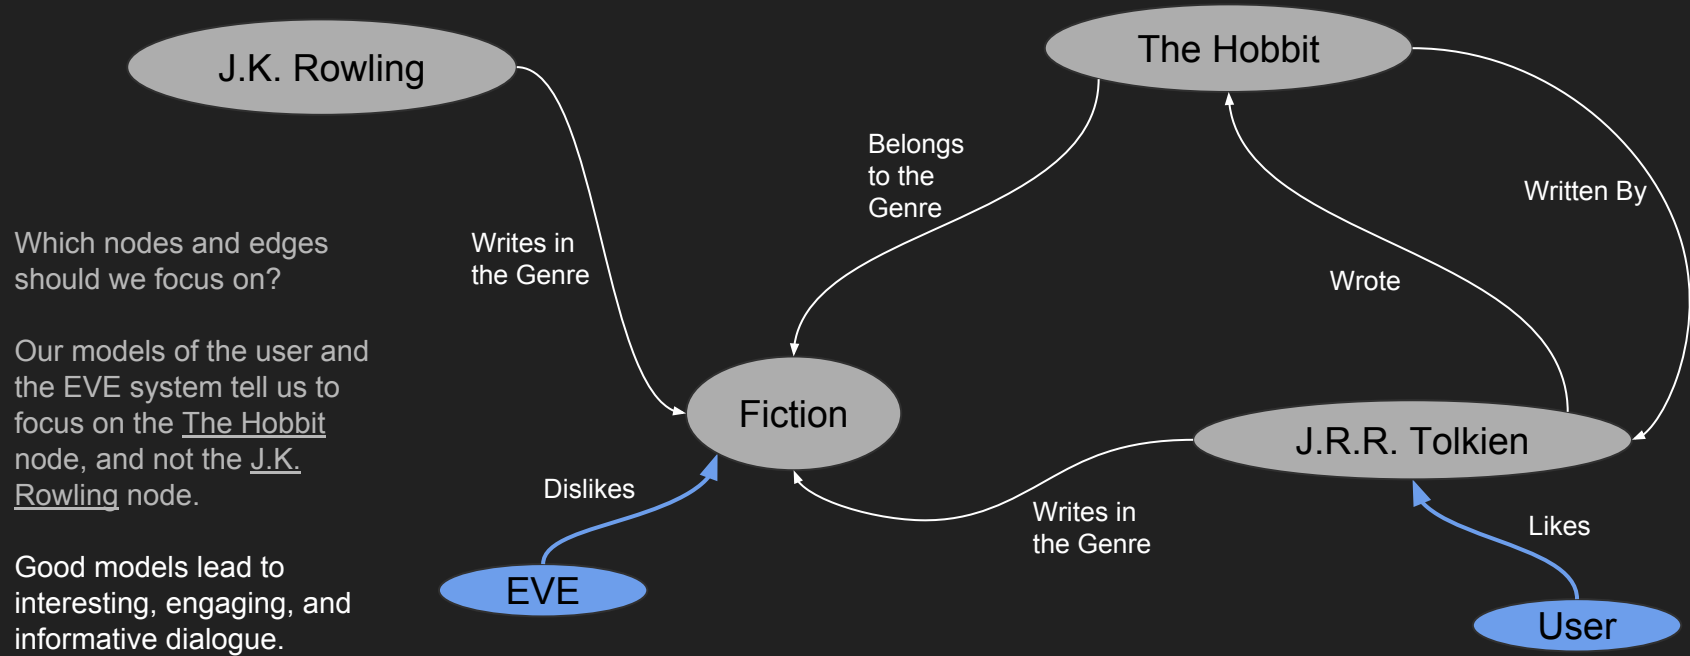 J.K. Rowling
The Hobbit
Belongs
to the
Genre
Written By
Which nodes and edges
should we focus on?
Writes in
the Genre
Wrote
Our models of the user and
the EVE system tell us to
focus on the The Hobbit
node, and not the J.K.
Rowling node.
Fiction
J.R.R. Tolkien
Dislikes
Writes in
the Genre
Likes
Good models lead to
interesting, engaging, and
informative dialogue.
EVE
User